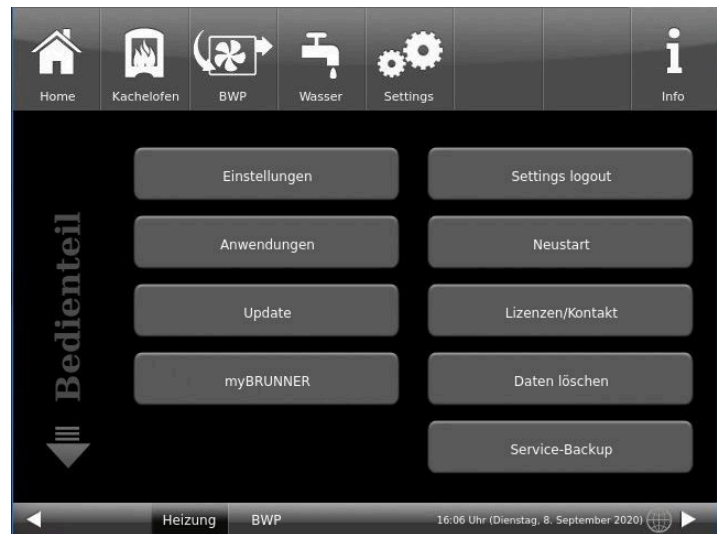 Home
Kachelofen
BWP
Wasser
Settings
Info
Bedienteil
Einstellungen
Settings logout
Anwendungen
Neustart
Update
Lizenzen/Kontakt
myBRUNNER
Daten löschen
Service-Backup
Heizung
BWP
16:06 Uhr (Dienstag, 8. September 2020)